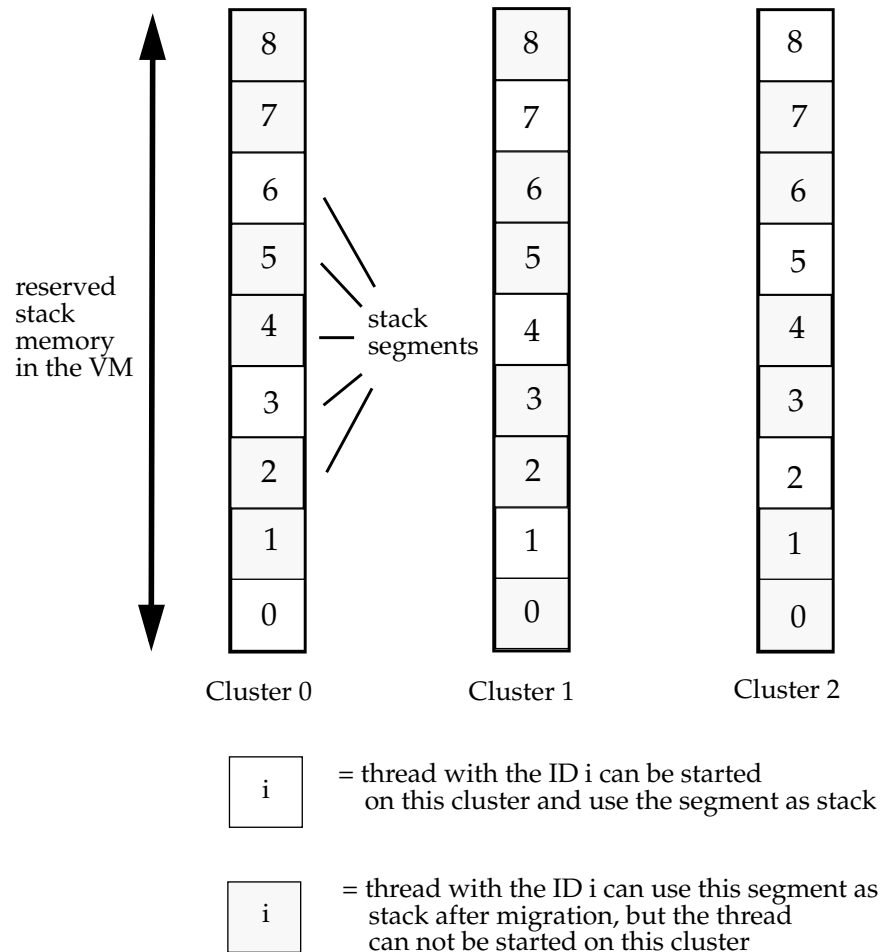 8 8 8
7 7 7
6 6 6
5 5 5
reserved
stack
memory
in the VM
stack
segments
4 4 4
3 3 3
2 2 2
1 1 1
0 0 0
Cluster 0 Cluster 1 Cluster 2
i = thread with the ID i can be started
on this cluster and use the segment as stack
i = thread with the ID i can use this segment as
stack after migration, but the thread
can not be started on this cluster